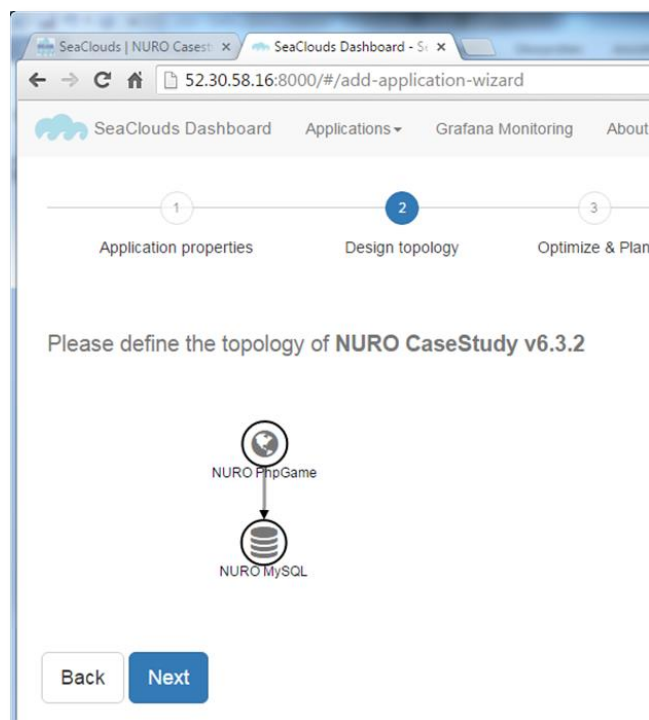 SeaClouds | NURO Casest
SeaClouds Dashboard - Se
52.30.58.16:8000/#/add-application-wizard
SeaClouds Dashboard Applications Grafana Monitoring About
1 2 3
Application properties Design topology Optimize & Plan
Please define the topology of NURO CaseStudy v6.3.2
NURO PhpGame
NURO MySQL
Back Next